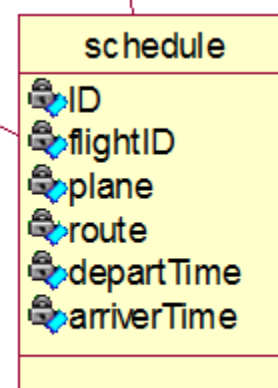 schedule
ID
flightID
plane
route
departTime
arriverTime